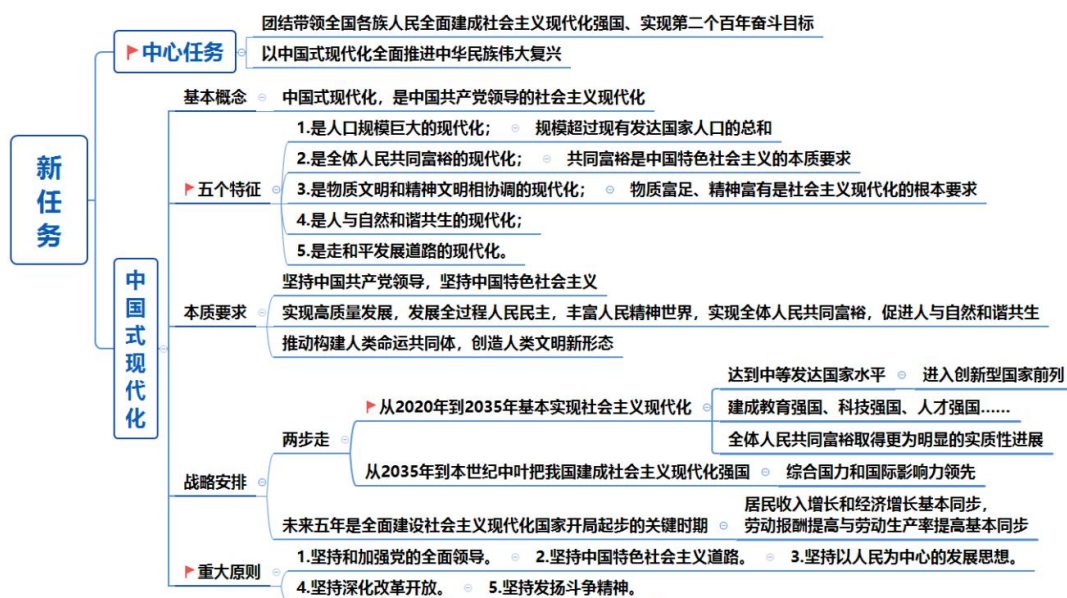 新任务
中心任务
团结带领全国各族人民全面建成社会主义现代化强国、实现第二个百年奋斗目标
以中国式现代化全面推进中华民族伟大复兴
中国式现代化
基本概念
中国式现代化，是中国共产党领导的社会主义现代化
五个特征
1.是人口规模巨大的现代化；
规模超过现有发达国家人口的总和
2.是全体人民共同富裕的现代化；
共同富裕是中国特色社会主义的本质要求
3.是物质文明和精神文明相协调的现代化；
物质富足、精神富有是社会主义现代化的根本要求
4.是人与自然和谐共生的现代化；
5.是走和平发展道路的现代化。
本质要求
坚持中国共产党领导，坚持中国特色社会主义
实现高质量发展，发展全过程人民民主，丰富人民精神世界，实现全体人民共同富裕，促进人与自然和谐共生
推动构建人类命运共同体，创造人类文明新形态
战略安排
两步走
从2020年到2035年基本实现社会主义现代化
达到中等发达国家水平
进入创新型国家前列
建成教育强国、科技强国、人才强国......
全体人民共同富裕取得更为明显的实质性进展
从2035年到本世纪中叶把我国建成社会主义现代化强国
综合国力和国际影响力领先
未来五年是全面建设社会主义现代化国家开局起步的关键时期
居民收入增长和经济增长基本同步，
劳动报酬提高与劳动生产率提高基本同步
重大原则
1.坚持和加强党的全面领导。
2.坚持中国特色社会主义道路。
3.坚持以人民为中心的发展思想。
4.坚持深化改革开放。
5.坚持发扬斗争精神。